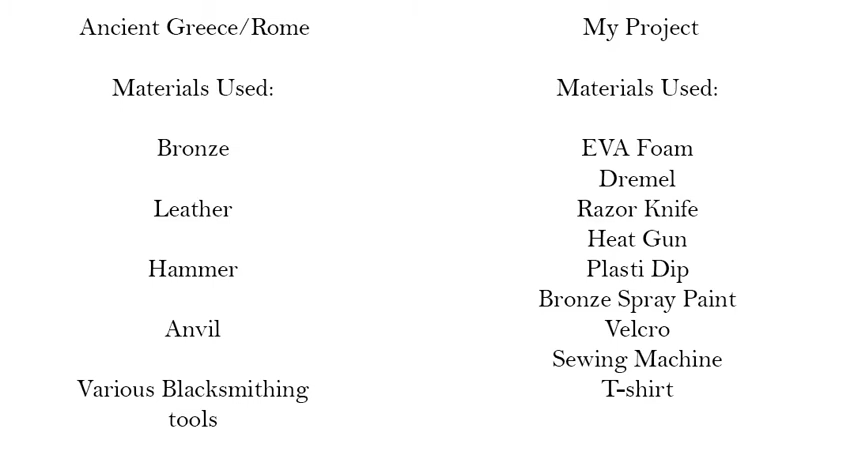 Ancient Greece/Rome
Materials Used:
Bronze
Leather
Hammer
Anvil
Various Blacksmithing
tools
My Project
Materials Used:
EVA Foam
Dremel
Razor Knife
Heat Gun
Plasti Dip
Bronze Spray Paint
Velcro
Sewing Machine
T-shirt